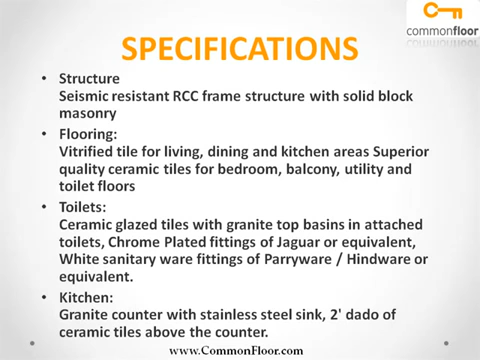 commonfloor
SPECIFICATIONS
• Structure
Seismic resistant RCC frame structure with solid block
masonry
• Flooring:
Vitrified tile for living, dining and kitchen areas Superior
quality ceramic tiles for bedroom, balcony, utility and
toilet floors
• Toilets:
Ceramic glazed tiles with granite top basins in attached
toilets, Chrome Plated fittings of Jaguar or equivalent,
White sanitary ware fittings of Parryware / Hindware or
equivalent.
• Kitchen:
Granite counter with stainless steel sink, 2' dado of
ceramic tiles above the counter.
www.CommonFloor.com